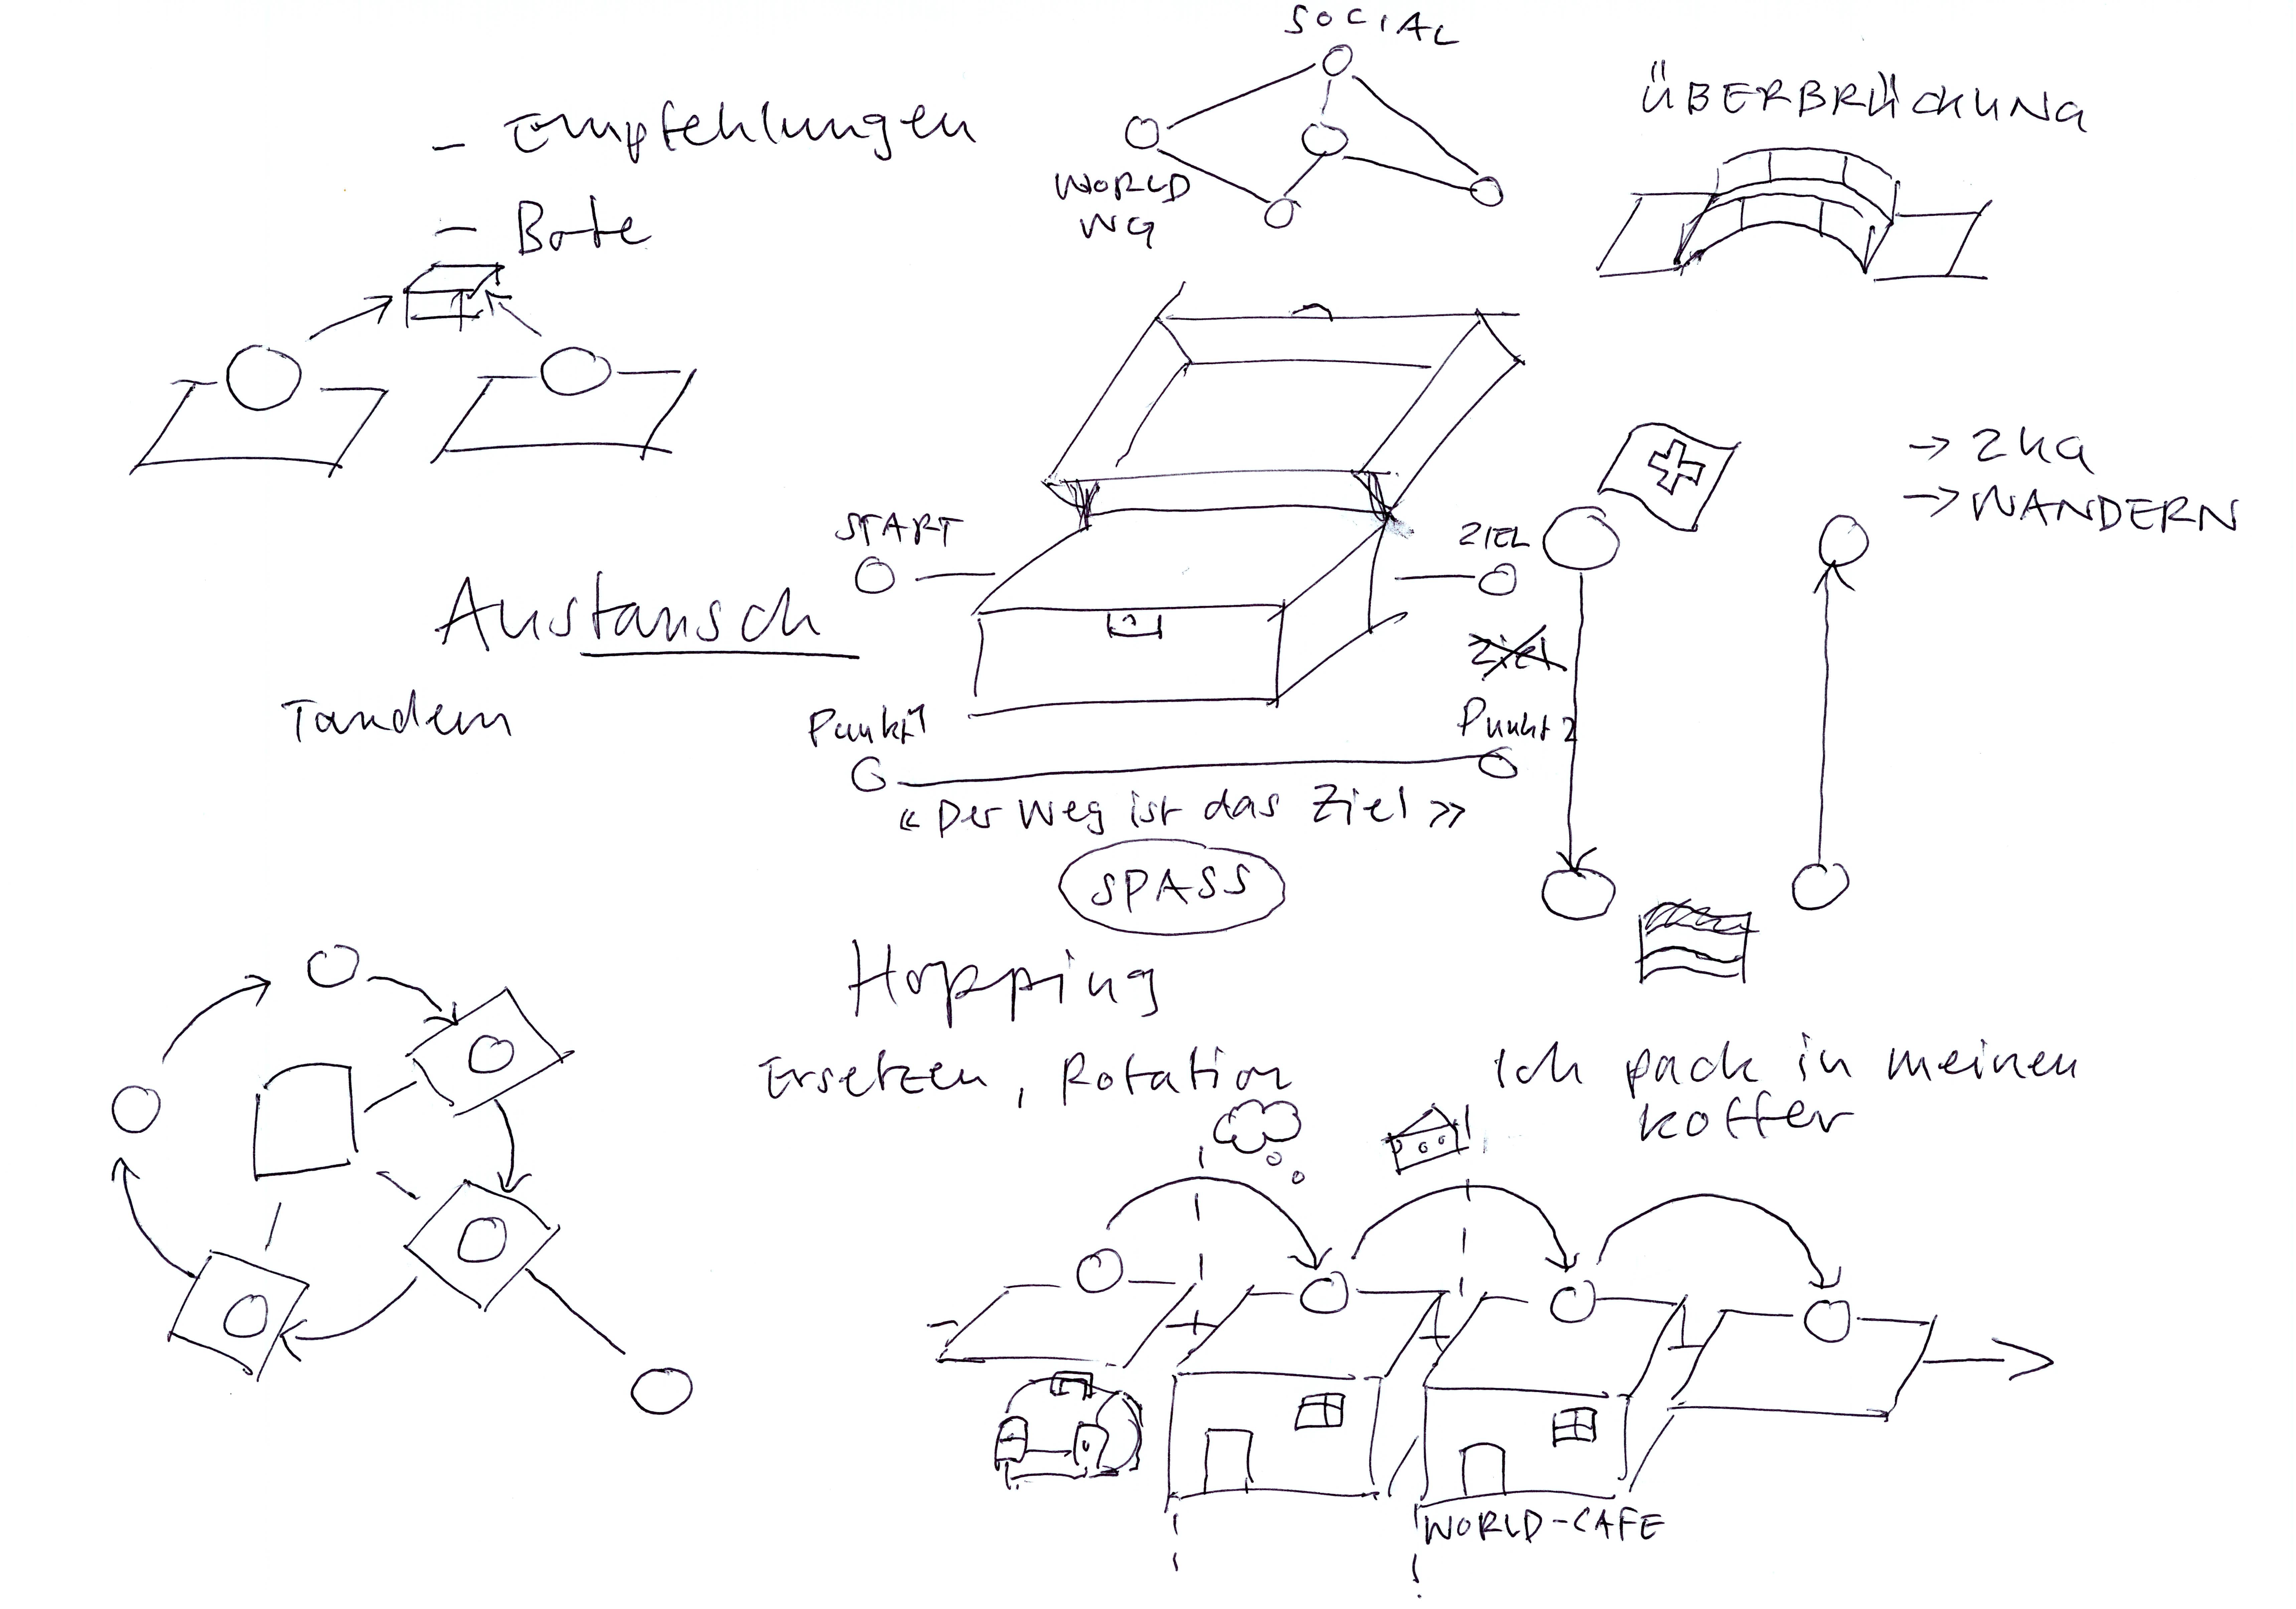 SOCIAL
- Empfehlungen
ÜBERBRÜCKUNG
WORLD
WG
- Bote
→ ZUG
→ WANDERN
START
ZIEL
Austausch
Ziel
Tandem
Punkt 1
Punkt 2
« Der Weg ist das Ziel »
SPASS
Hopping
Ersetzen, Rotation
Ich pack in meinen
Koffer
WORLD-CAFE